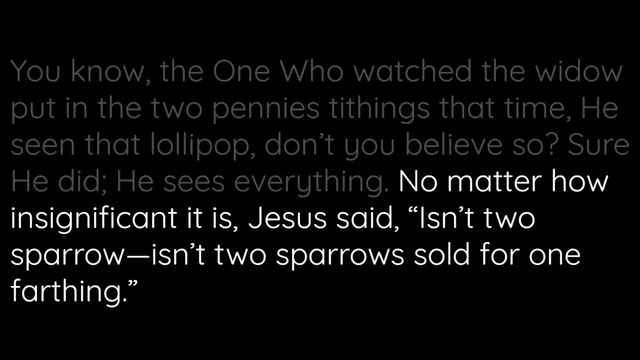 You know, the One Who watched the widow
put in the two pennies tithings that time, He
seen that lollipop, don’t you believe so? Sure
He did; He sees everything. No matter how
insignificant it is, Jesus said, “Isn’t two
sparrow—isn’t two sparrows sold for one
farthing.”